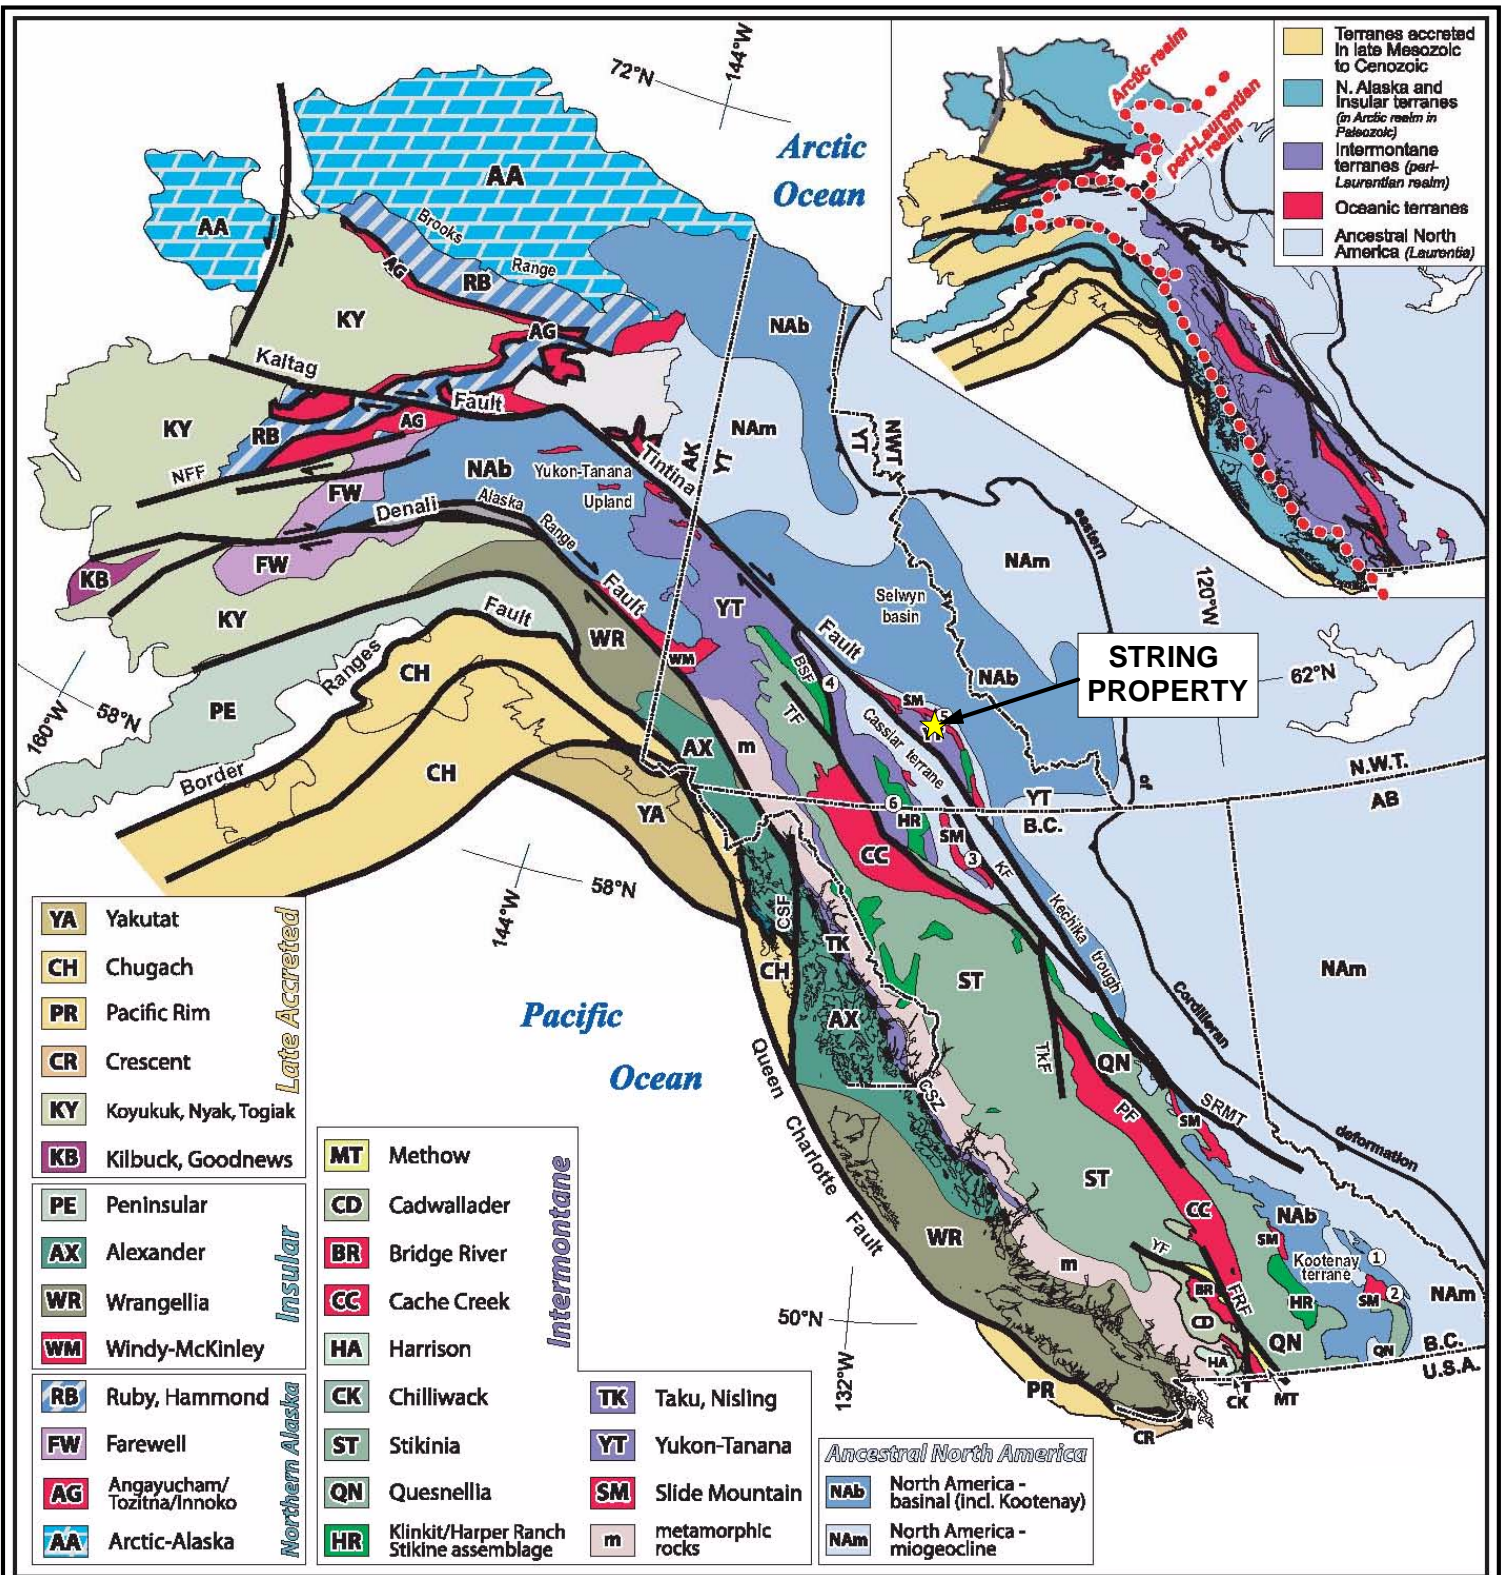 72°N
144°W
Arctic
Ocean
Arctic realm
peri-Laurentian
realm
Terranes accreted
in late Mesozoic
to Cenozoic
N. Alaska and
Insular terranes
(in Arctic realm in
Paleozoic)
Intermontane
terranes (peri-
Laurentian realm)
Oceanic terranes
Ancestral North
America (Laurentia)
AA
AA
Brooks
Range
AG
RB
KY
AG
NAb
Kaltag
Fault
KY
RB
AG
NFF
NAb
Yukon-Tanana
Upland
Tintina
AK
YT
NAm
YT
NWT
FW
Denali
Alaska
Range
Fault
FW
KB
KY
eastern
NAm
120°W
Selwyn
basin
YT
Fault
WR
Fault
WM
BSF
4
TF
NAb
STRING
PROPERTY
62°N
SM
5
Cassiar terrane
CH
Ranges
PE
58°N
160°W
Border
CH
AX
m
YA
6
HR
CC
SM
3
KF
YT
B.C.
of
N.W.T.
AB
58°N
144°W
Kechika
trough
CSF
TK
CH
ST
NAm
AX
Pacific
Ocean
Cordilleran
TKF
QN
CSZ
PF
SM
SRMT
deformation
Queen Charlotte Fault
ST
CC
NAb
SM
Kootenay
terrane
1
WR
m
YF
BR
FRF
HR
SM
2
NAm
CD
50°N
QN
QN
B.C.
U.S.A.
HA
132°W
PR
CK
MT
CR
Late Accreted
YA Yakutat
CH Chugach
PR Pacific Rim
CR Crescent
KY Koyukuk, Nyak, Togiak
KB Kilbuck, Goodnews
Insular
PE Peninsular
AX Alexander
WR Wrangellia
WM Windy-McKinley
Northern Alaska
RB Ruby, Hammond
FW Farewell
AG Angayucham/
Tozitna/Innoko
AA Arctic-Alaska
Intermontane
MT Methow
CD Cadwallader
BR Bridge River
CC Cache Creek
HA Harrison
CK Chilliwack
ST Stikinia
QN Quesnellia
HR Klinkit/Harper Ranch
Stikine assemblage
TK Taku, Nisling
YT Yukon-Tanana
SM Slide Mountain
m metamorphic
rocks
Ancestral North America
NAb North America -
basinal (incl. Kootenay)
NAm North America -
miogeocline